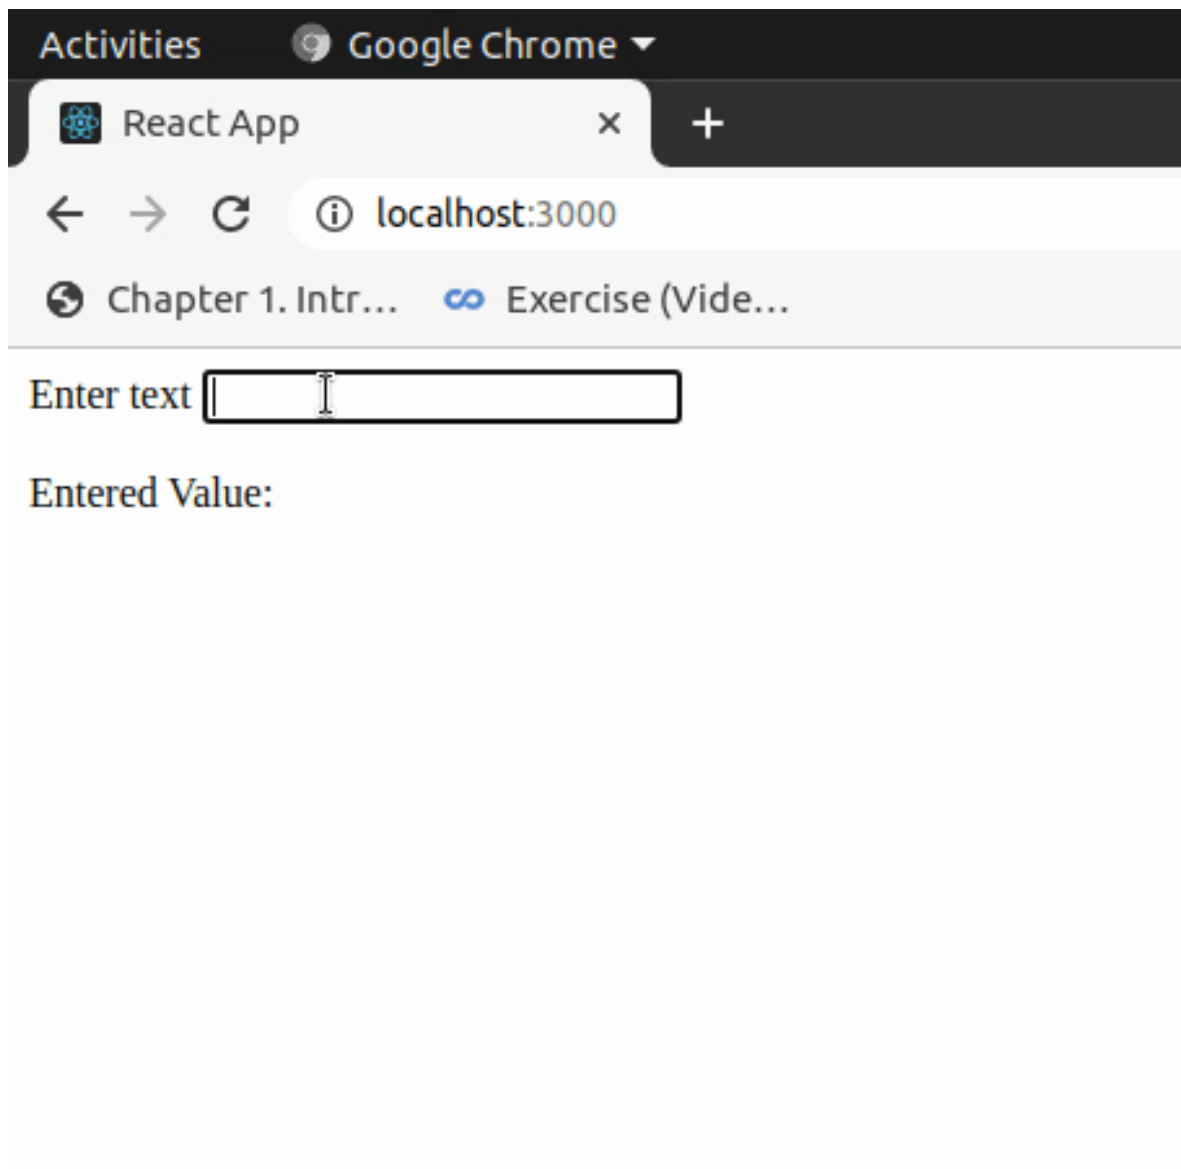 Activities Google Chrome
React App
localhost:3000
Chapter 1. Intr... Exercise (Vide...
Enter text
Entered Value: